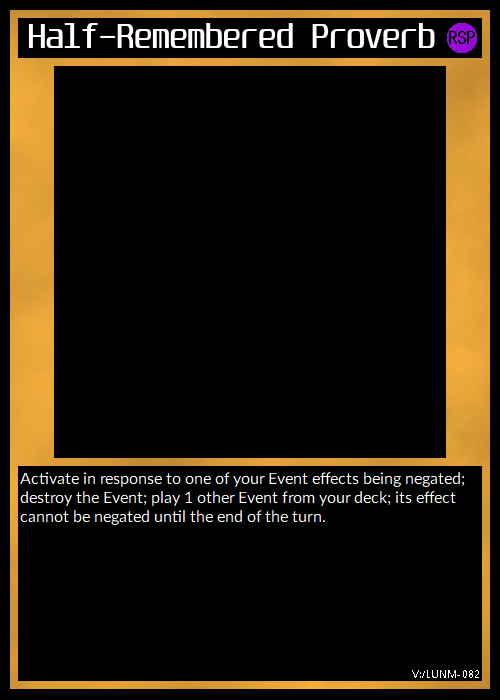 Half-Remembered Proverb RSP
Activate in response to one of your Event effects being negated;
destroy the Event; play 1 other Event from your deck; its effect
cannot be negated until the end of the turn.
V:/LUNM-082